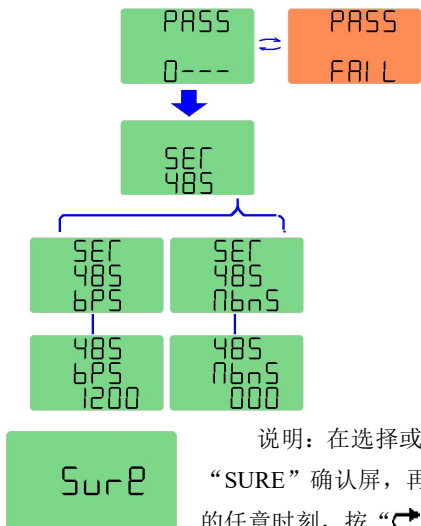 PASS
0---
PASS
FAIL
SET
485
SET
485
bPS
SET
485
MbnS
485
bPS
1200
485
MbnS
000
SurE
说明：在选择或
“SURE”确认屏，再
的任意时刻，按“